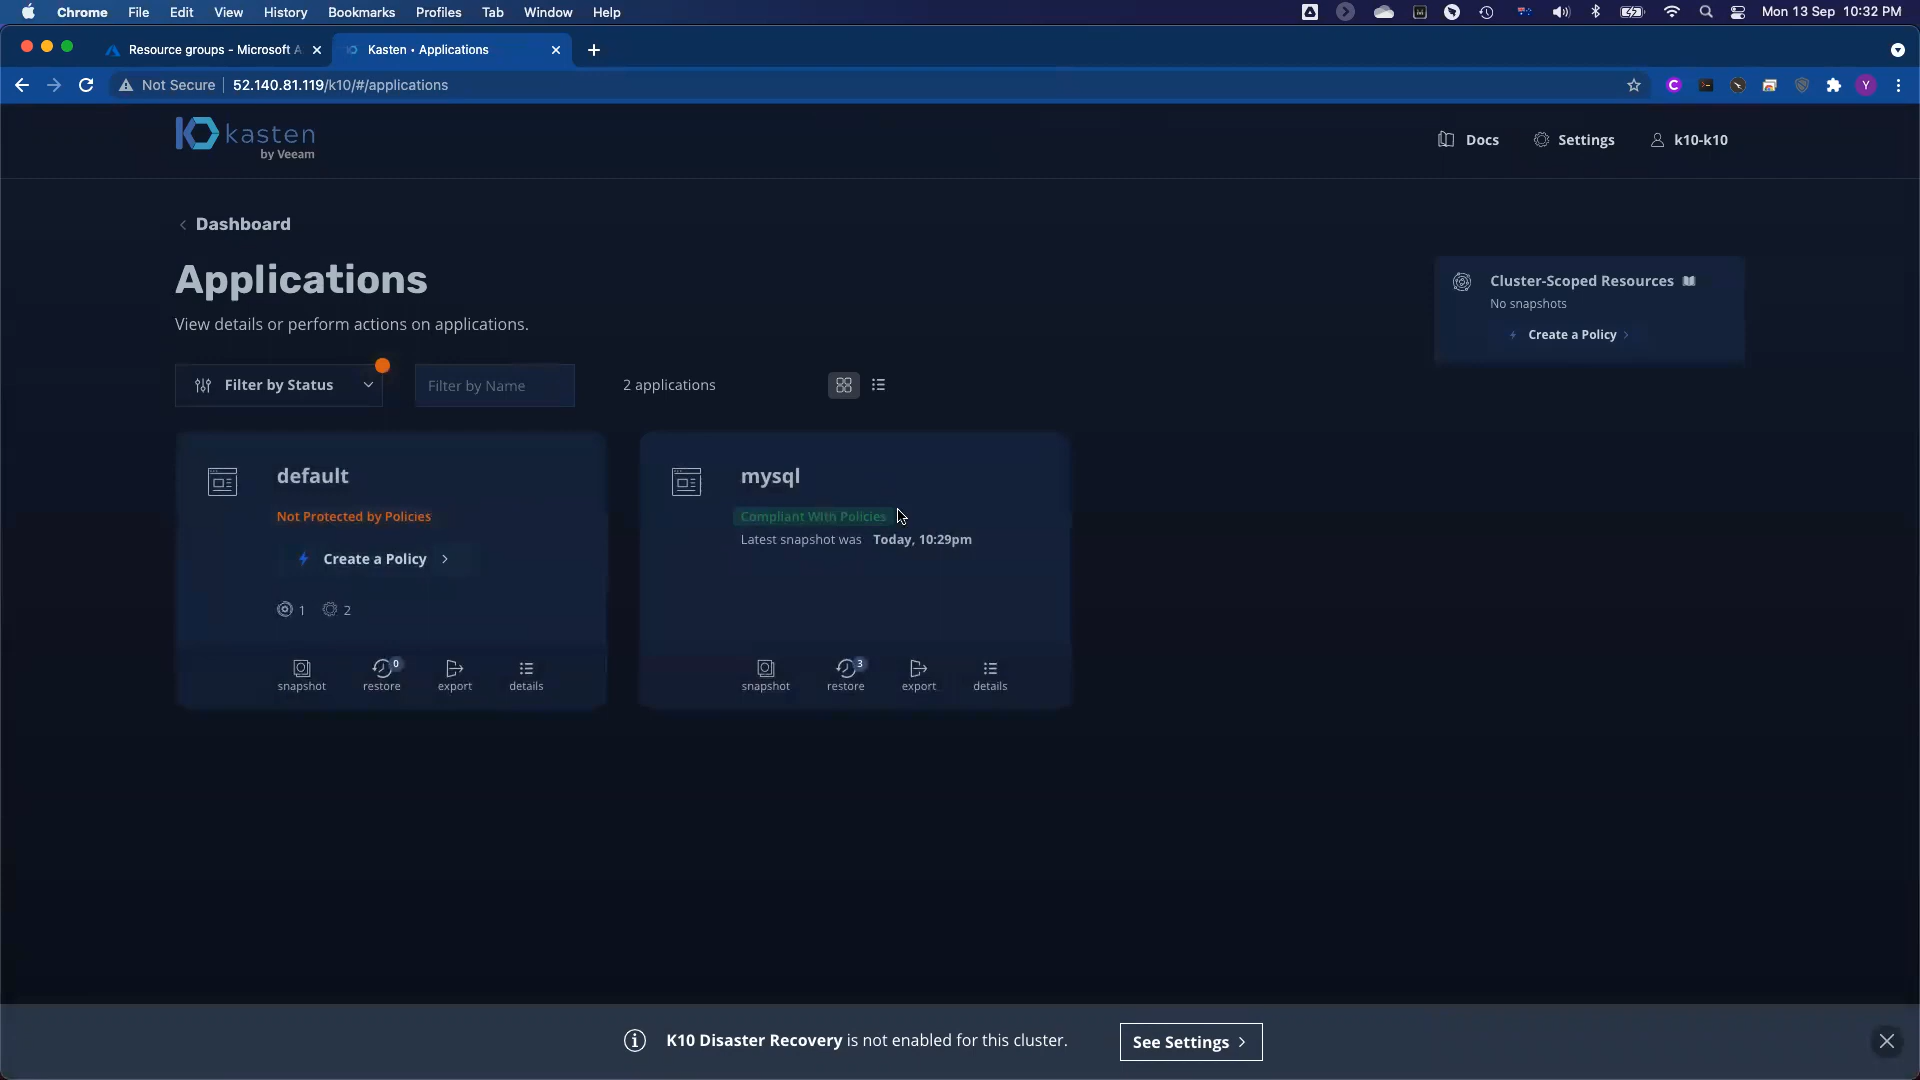 Chrome File Edit View History Bookmarks Profiles Tab Window Help Mon 13 Sep 10:32 PM
Resource groups - Microsoft A Kasten • Applications
Not Secure 52.140.81.119/k10/#/applications
kasten
by Veeam
Docs Settings k10-k10
Dashboard
Applications
View details or perform actions on applications.
Cluster-Scoped Resources
No snapshots
Create a Policy
Filter by Status Filter by Name 2 applications
default
Not Protected by Policies
Create a Policy
1 2
snapshot 0 restore export details
mysql
Compliant With Policies
Latest snapshot was Today, 10:29pm
snapshot 3 restore export details
K10 Disaster Recovery is not enabled for this cluster. See Settings